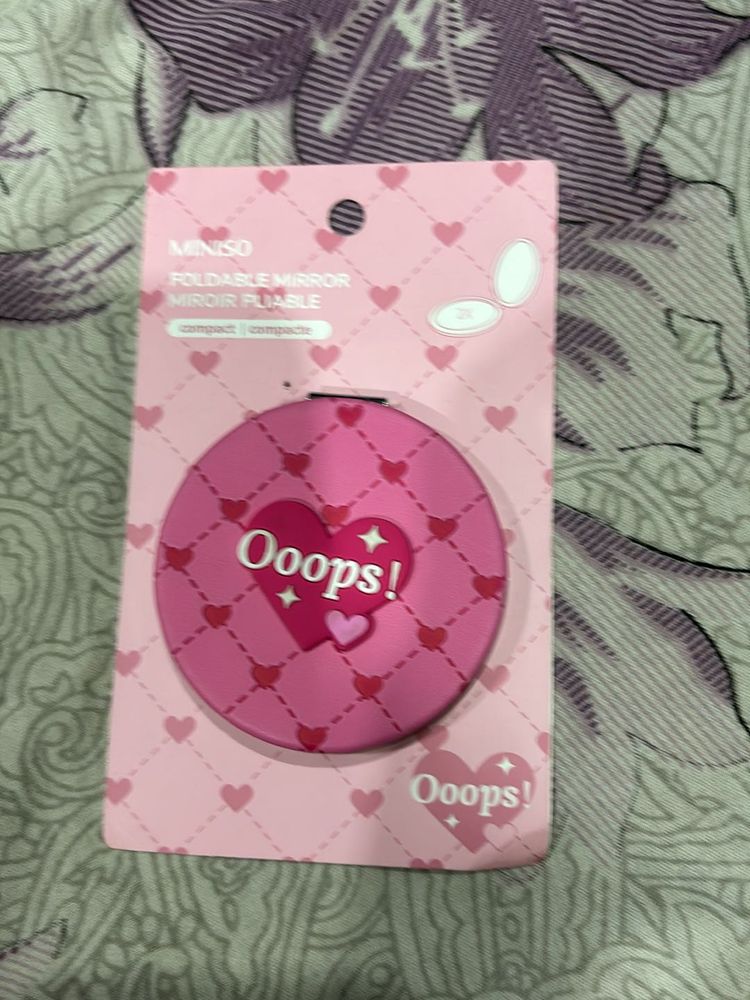 MINISO
FOLDABLE MIRROR
MIROIR PLIABLE
compact | compacte
2X
Ooops!
Ooops!